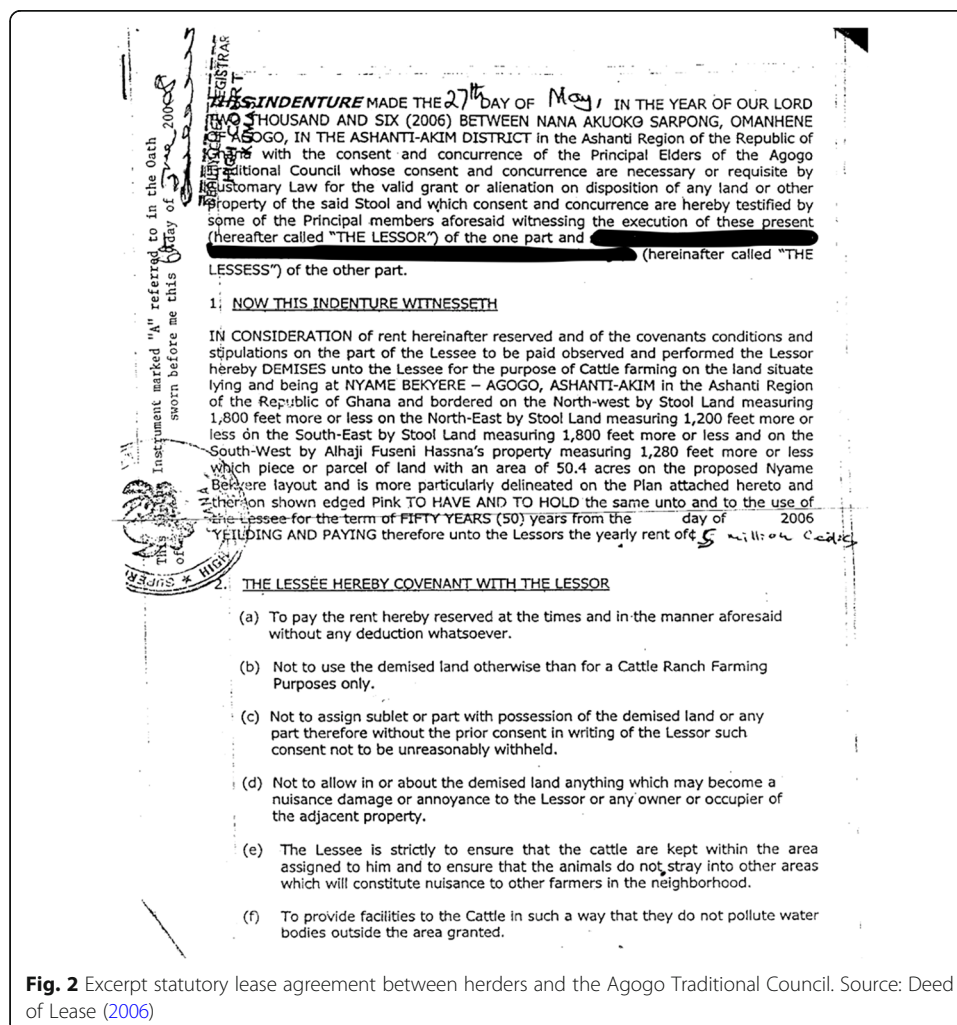 THIS INDENTURE MADE THE 27th DAY OF May, IN THE YEAR OF OUR LORD
TWO THOUSAND AND SIX (2006) BETWEEN NANA AKUOKO SARPONG, OMANHENE
OF AGOGO, IN THE ASHANTI-AKIM DISTRICT in the Ashanti Region of the Republic of
Ghana with the consent and concurrence of the Principal Elders of the Agogo
Traditional Council whose consent and concurrence are necessary or requisite by
Customary Law for the valid grant or alienation on disposition of any land or other
property of the said Stool and which consent and concurrence are hereby testified by
some of the Principal members aforesaid witnessing the execution of these present
(hereafter called "THE LESSOR") of the one part and
(hereinafter called "THE
LESSESS") of the other part.
1. NOW THIS INDENTURE WITNESSETH
IN CONSIDERATION of rent hereinafter reserved and of the covenants conditions and
stipulations on the part of the Lessee to be paid observed and performed the Lessor
hereby DEMISES unto the Lessee for the purpose of Cattle farming on the land situate
lying and being at NYAME BEKYERE – AGOGO, ASHANTI-AKIM in the Ashanti Region
of the Republic of Ghana and bordered on the North-west by Stool Land measuring
1,800 feet more or less on the North-East by Stool Land measuring 1,200 feet more or
less on the South-East by Stool Land measuring 1,800 feet more or less and on the
South-West by Alhaji Fuseni Hassna's property measuring 1,280 feet more or less
which piece or parcel of land with an area of 50.4 acres on the proposed Nyame
Bekyere layout and is more particularly delineated on the Plan attached hereto and
thereon shown edged Pink TO HAVE AND TO HOLD the same unto and to the use of
the Lessee for the term of FIFTY YEARS (50) years from the day of 2006
YEILDING AND PAYING therefore unto the Lessors the yearly rent of ¢ 5 million Cedis
2. THE LESSEE HEREBY COVENANT WITH THE LESSOR
(a) To pay the rent hereby reserved at the times and in the manner aforesaid
without any deduction whatsoever.
(b) Not to use the demised land otherwise than for a Cattle Ranch Farming
Purposes only.
(c) Not to assign sublet or part with possession of the demised land or any
part therefore without the prior consent in writing of the Lessor such
consent not to be unreasonably withheld.
(d) Not to allow in or about the demised land anything which may become a
nuisance damage or annoyance to the Lessor or any owner or occupier of
the adjacent property.
(e) The Lessee is strictly to ensure that the cattle are kept within the area
assigned to him and to ensure that the animals do not stray into other areas
which will constitute nuisance to other farmers in the neighborhood.
(f) To provide facilities to the Cattle in such a way that they do not pollute water
bodies outside the area granted.
Instrument marked "A" referred to in the Oath
sworn before me this day of June 2008
REGISTRAR
HIGH COURT
HIGH
SUPER
Fig. 2 Excerpt statutory lease agreement between herders and the Agogo Traditional Council. Source: Deed
of Lease (2006)